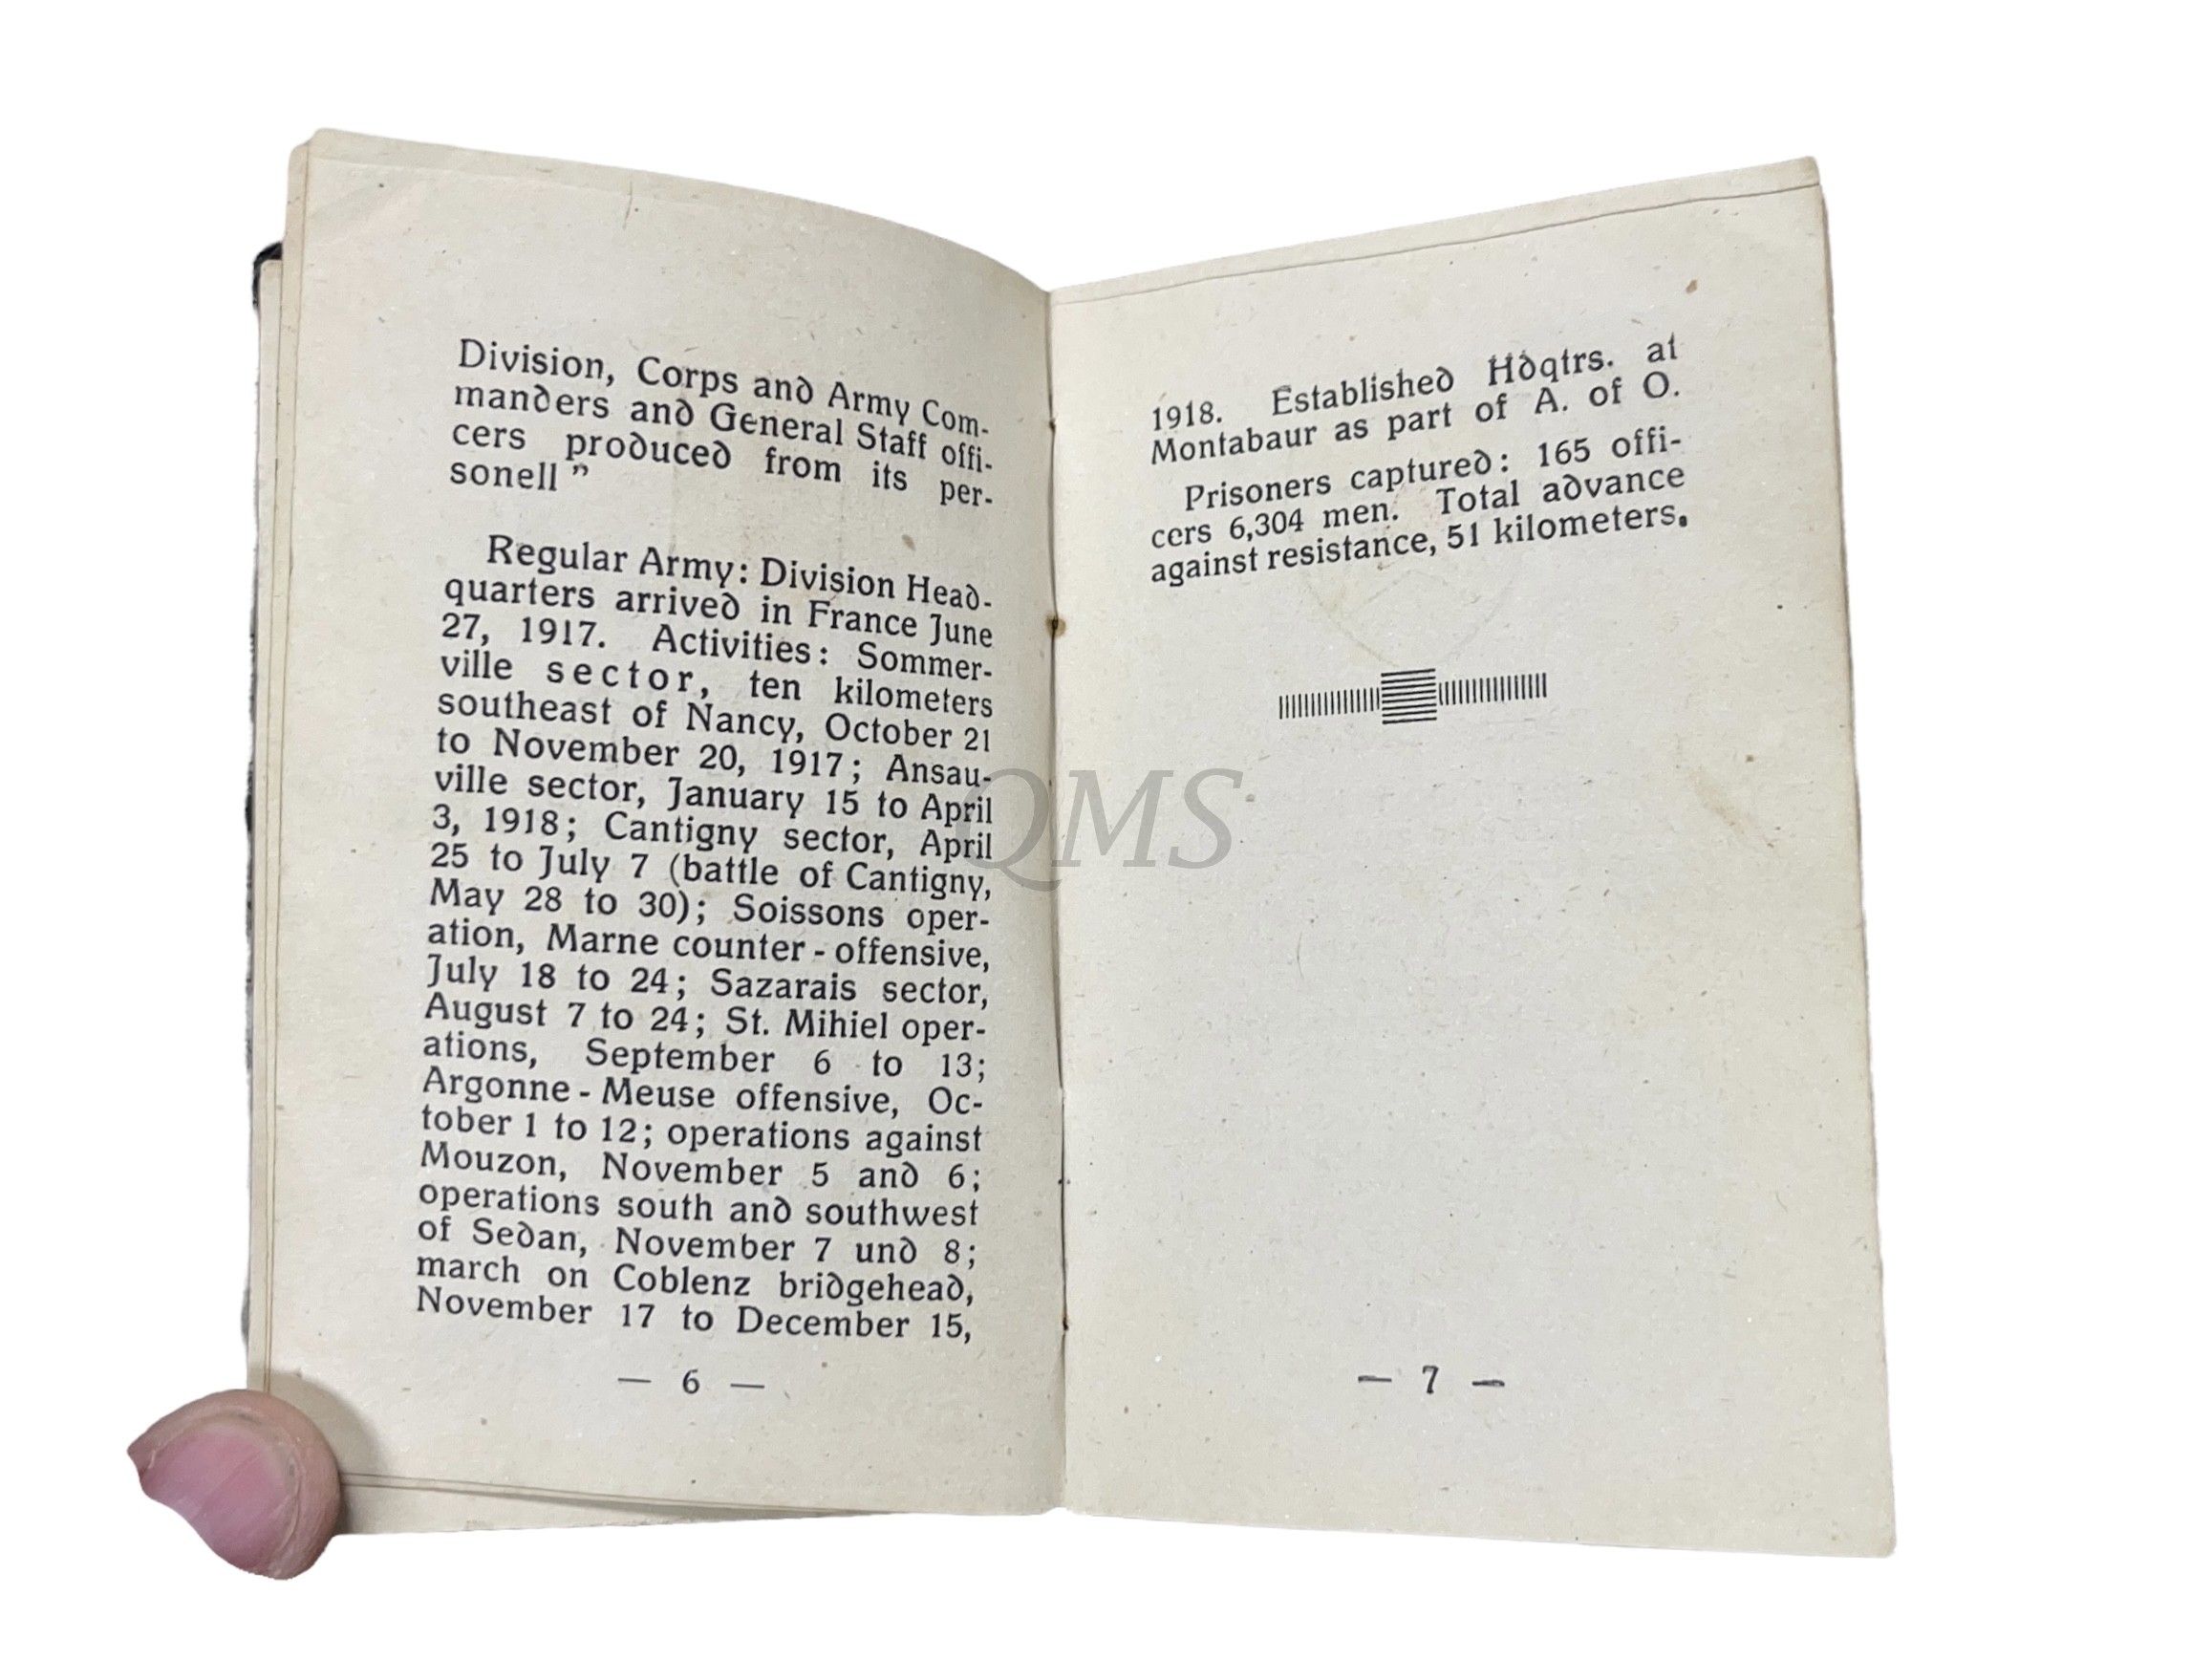 Division, Corps and Army Com-
manders and General Staff offi-
cers produced from its per-
sonell "
Regular Army: Division Head-
quarters arrived in France June
27, 1917. Activities: Sommer-
ville sector, ten kilometers
southeast of Nancy, October 21
to November 20, 1917; Ansau-
ville sector, January 15 to April
3, 1918; Cantigny sector, April
25 to July 7 (battle of Cantigny,
May 28 to 30); Soissons oper-
ation, Marne counter-offensive,
July 18 to 24; Sazarais sector,
August 7 to 24; St. Mihiel oper-
ations, September 6 to 13;
Argonne-Meuse offensive, Oc-
tober 1 to 12; operations against
Mouzon, November 5 and 6;
operations south and southwest
of Sedan, November 7 und 8;
march on Coblenz bridgehead,
November 17 to December 15,
— 6 —
1918. Established Hdqtrs. at
Montabaur as part of A. of O.
Prisoners captured: 165 offi-
cers 6,304 men. Total advance
against resistance, 51 kilometers.
— 7 —
QMS